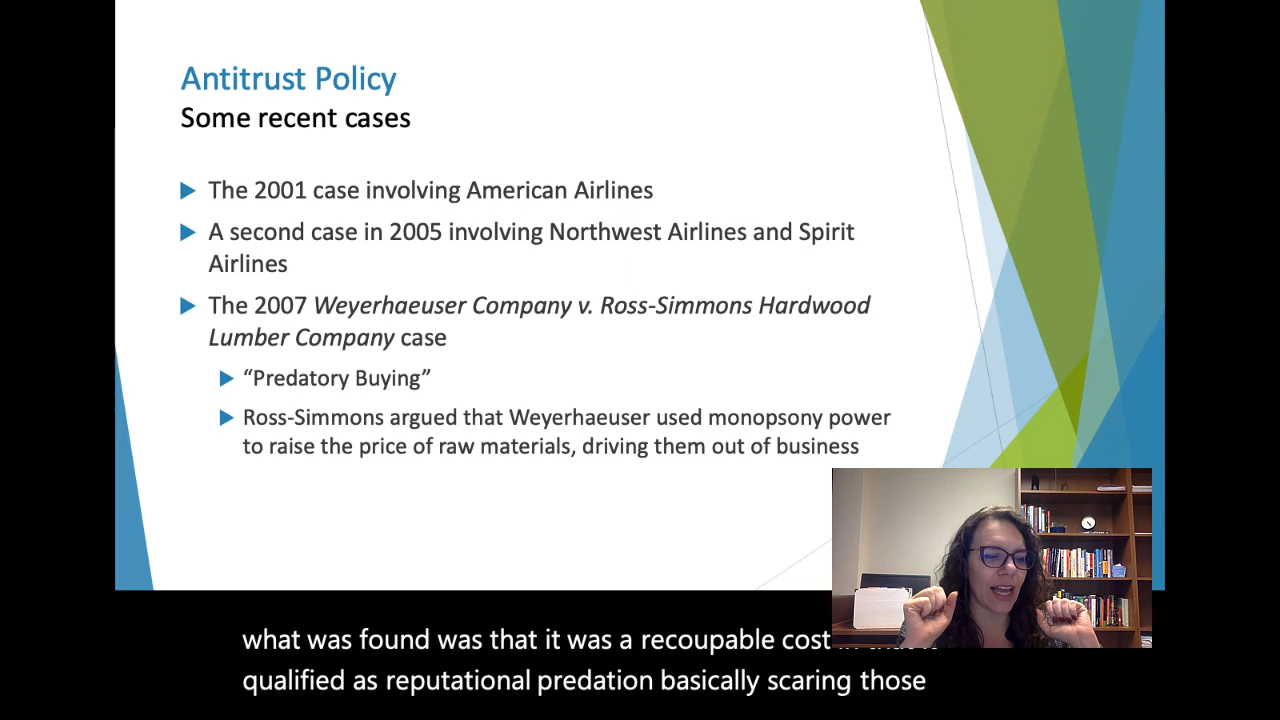 Antitrust Policy
Some recent cases
The 2001 case involving American Airlines
A second case in 2005 involving Northwest Airlines and Spirit
Airlines
The 2007 Weyerhaeuser Company v. Ross-Simmons Hardwood
Lumber Company case
“Predatory Buying”
Ross-Simmons argued that Weyerhaeuser used monopsony power
to raise the price of raw materials, driving them out of business
what was found was that it was a recoupable cost
qualified as reputational predation basically scaring those